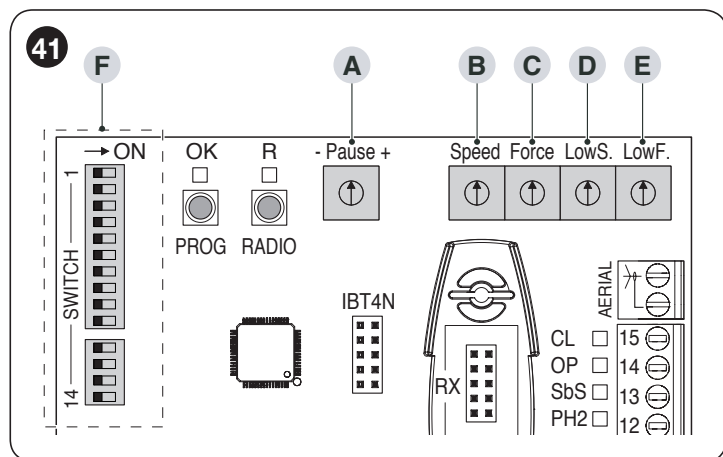 41
F
A
B
C
D
E
→ ON
OK
R
- Pause +
Speed
Force
LowS.
LowF.
1
SWITCH
14
PROG
RADIO
IBT4N
RX
AERIAL
CL
OP
SbS
PH2
15
14
13
12